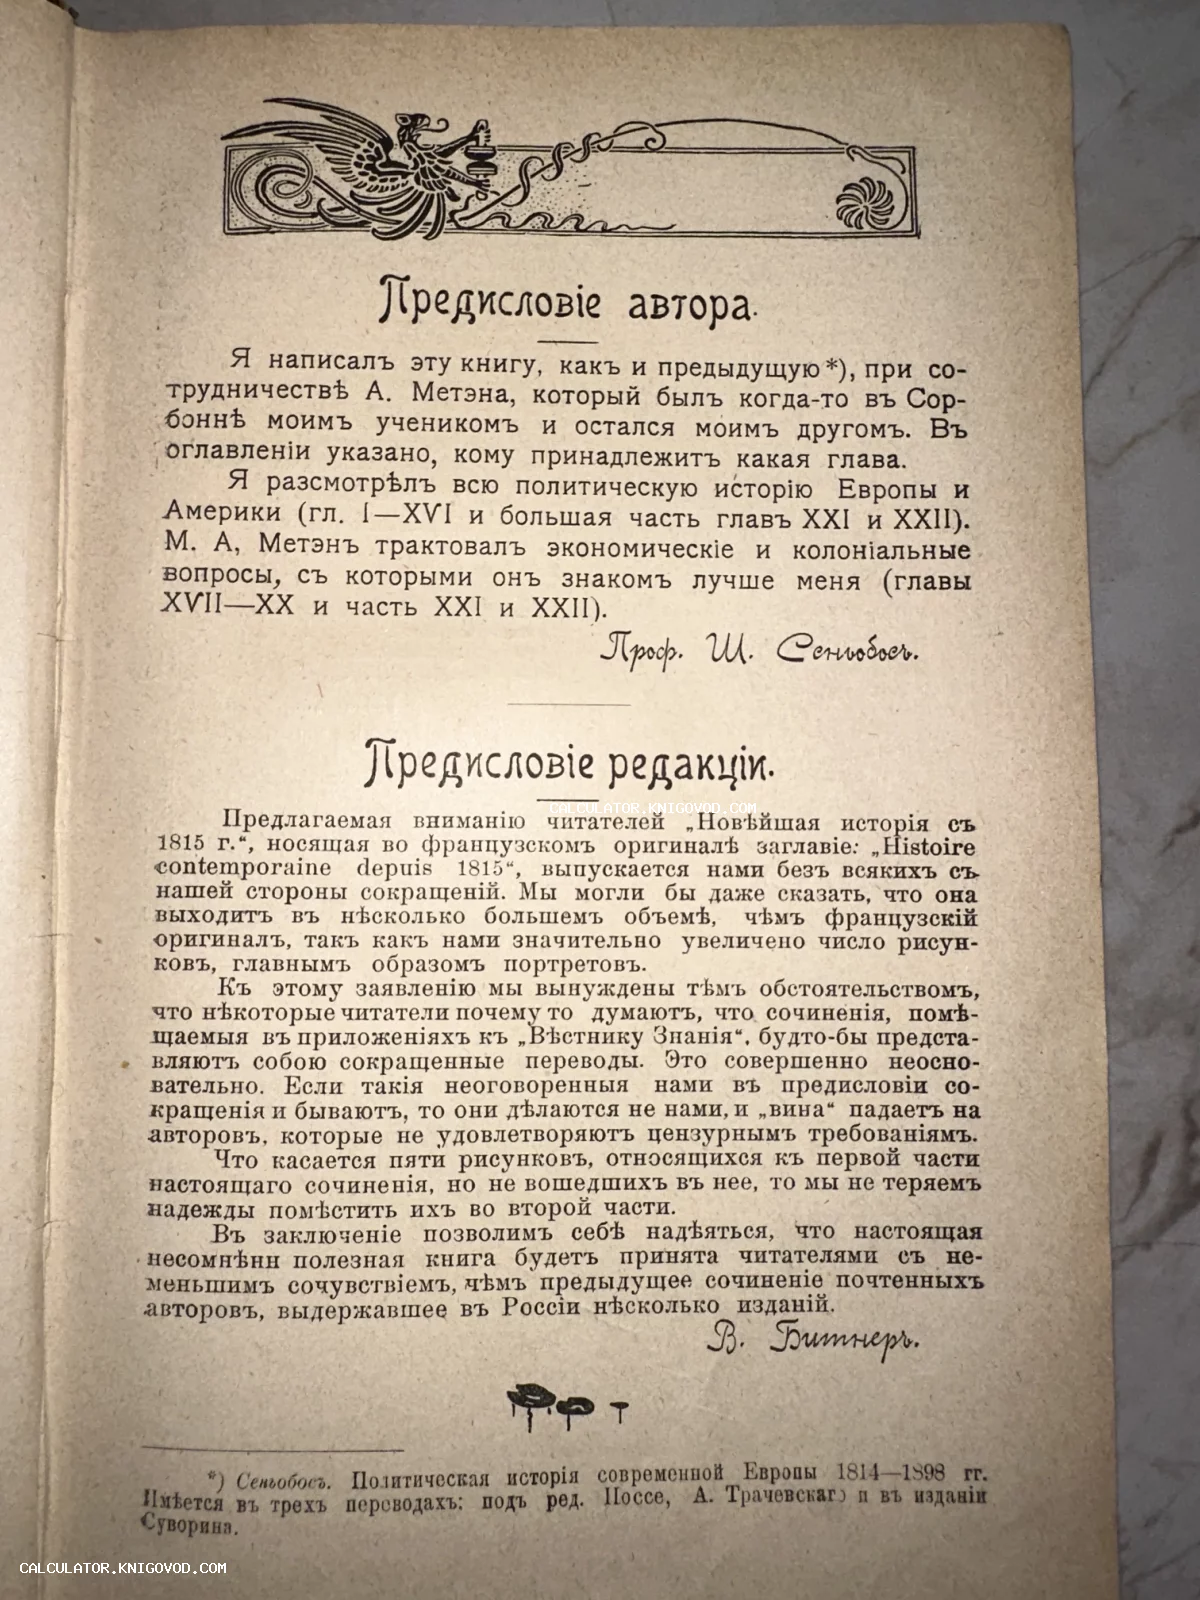 Предисловіе автора.
Я написалъ эту книгу, какъ и предыдущую*), при со-
трудничествѣ А. Метэна, который былъ когда-то въ Сор-
боннѣ моимъ ученикомъ и остался моимъ другомъ. Въ
оглавленіи указано, кому принадлежитъ какая глава.
Я разсмотрѣлъ всю политическую исторію Европы и
Америки (гл. I—XVI и большая часть главъ XXI и XXII).
М. А, Метэнъ трактовалъ экономическіе и колоніальные
вопросы, съ которыми онъ знакомъ лучше меня (главы
XVII—XX и часть XXI и XXII).
Проф. Ш. Сеньобосъ.
Предисловіе редакціи.
CALCULATOR.KNIGOVOD.COM
Предлагаемая вниманію читателей „Новѣйшая исторія съ
1815 г.“, носящая во французскомъ оригиналѣ заглавіе: „Histoire
contemporaine depuis 1815“, выпускается нами безъ всякихъ съ
нашей стороны сокращеній. Мы могли бы даже сказать, что она
выходитъ въ нѣсколько большемъ объемѣ, чѣмъ французскій
оригиналъ, такъ какъ нами значительно увеличено число рисун-
ковъ, главнымъ образомъ портретовъ.
Къ этому заявленію мы вынуждены тѣмъ обстоятельствомъ,
что нѣкоторые читатели почему то думаютъ, что сочиненія, помѣ-
щаемыя въ приложеніяхъ къ „Вѣстнику Знанія“. будто-бы предста-
вляютъ собою сокращенные переводы. Это совершенно неосно-
вательно. Если такія неоговоренныя нами въ предисловіи со-
кращенія и бываютъ, то они дѣлаются не нами, и „вина“ падаетъ на
авторовъ, которые не удовлетворяютъ цензурнымъ требованіямъ.
Что касается пяти рисунковъ, относящихся къ первой части
настоящаго сочиненія, но не вошедшихъ въ нее, то мы не теряемъ
надежды помѣстить ихъ во второй части.
Въ заключеніе позволимъ себѣ надѣяться, что настоящая
несомнѣнн полезная книга будетъ принята читателями съ не-
меньшимъ сочувствіемъ, чѣмъ предыдущее сочиненіе почтенныхъ
авторовъ, выдержавшее въ Россіи нѣсколько изданій.
В. Битнеръ.
*) Сеньобосъ. Политическая исторія современной Европы 1814—1898 гг.
Имѣется въ трехъ переводахъ: подъ ред. Поссе, А. Трачевскаго и въ изданіи
Суворина.
CALCULATOR.KNIGOVOD.COM